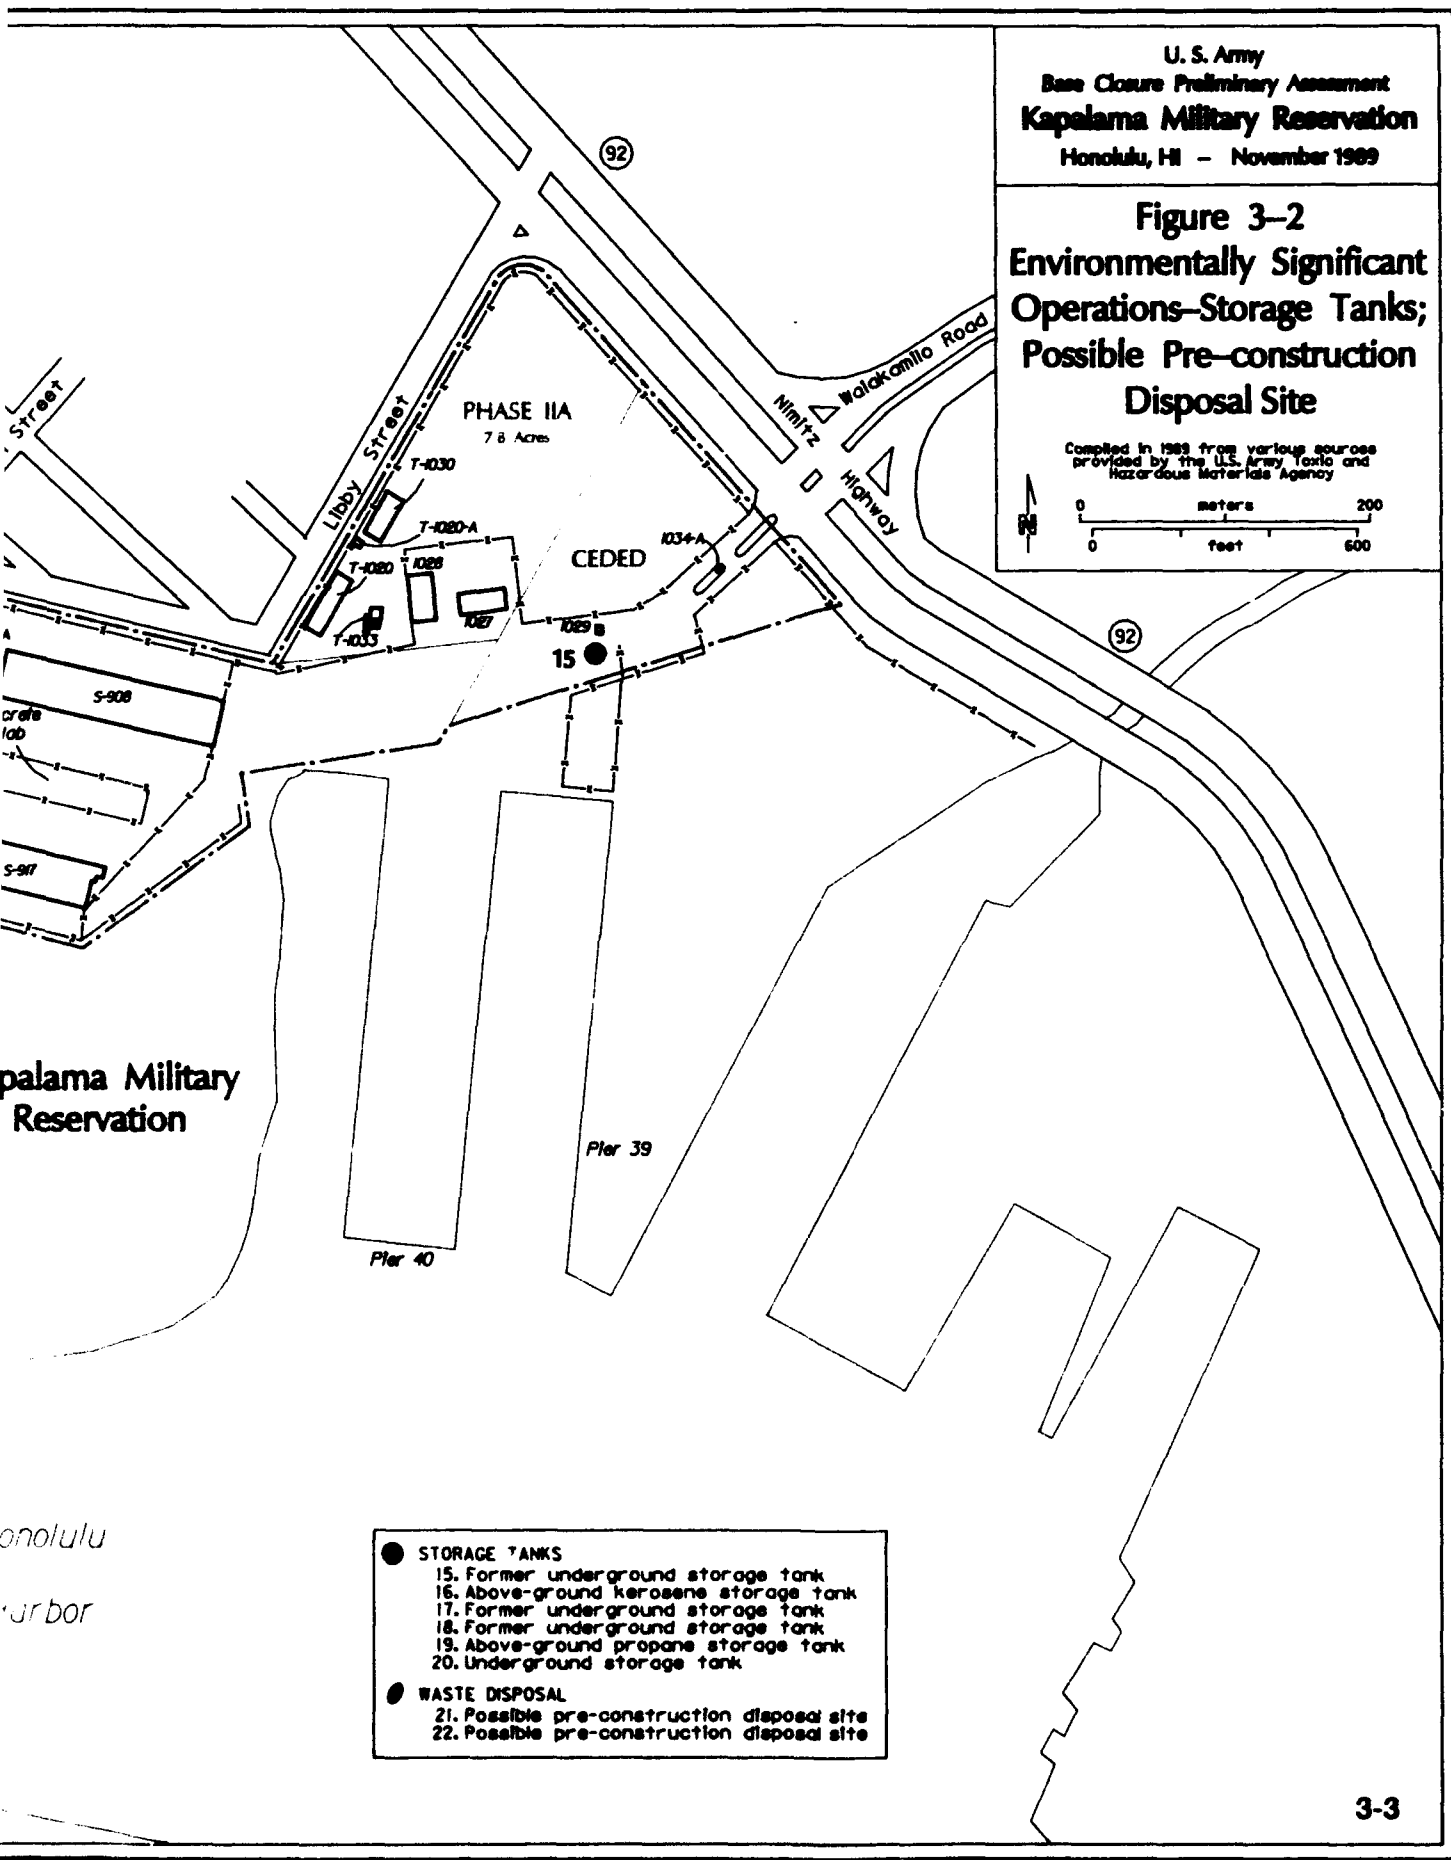 U. S. Army
Base Closure Preliminary Assessment
Kapalama Military Reservation
Honolulu, HI – November 1989
Figure 3–2
Environmentally Significant
Operations–Storage Tanks;
Possible Pre–construction
Disposal Site
Compiled in 1989 from various sources
provided by the U.S. Army Toxic and
Hazardous Materials Agency
N
0 meters 200
0 feet 600
92
Waiakamilo Road
Nimitz
Highway
Street
Libby Street
PHASE IIA
7.8 Acres
T-1030
T-1020-A
T-1020
1028
1027
T-1033
CEDED
1034-A
1029
15
92
A
S-908
crete
lab
S-917
palama Military
Reservation
Pier 39
Pier 40
onolulu
arbor
STORAGE TANKS
15. Former underground storage tank
16. Above-ground kerosene storage tank
17. Former underground storage tank
18. Former underground storage tank
19. Above-ground propane storage tank
20. Underground storage tank
WASTE DISPOSAL
21. Possible pre-construction disposal site
22. Possible pre-construction disposal site
3-3